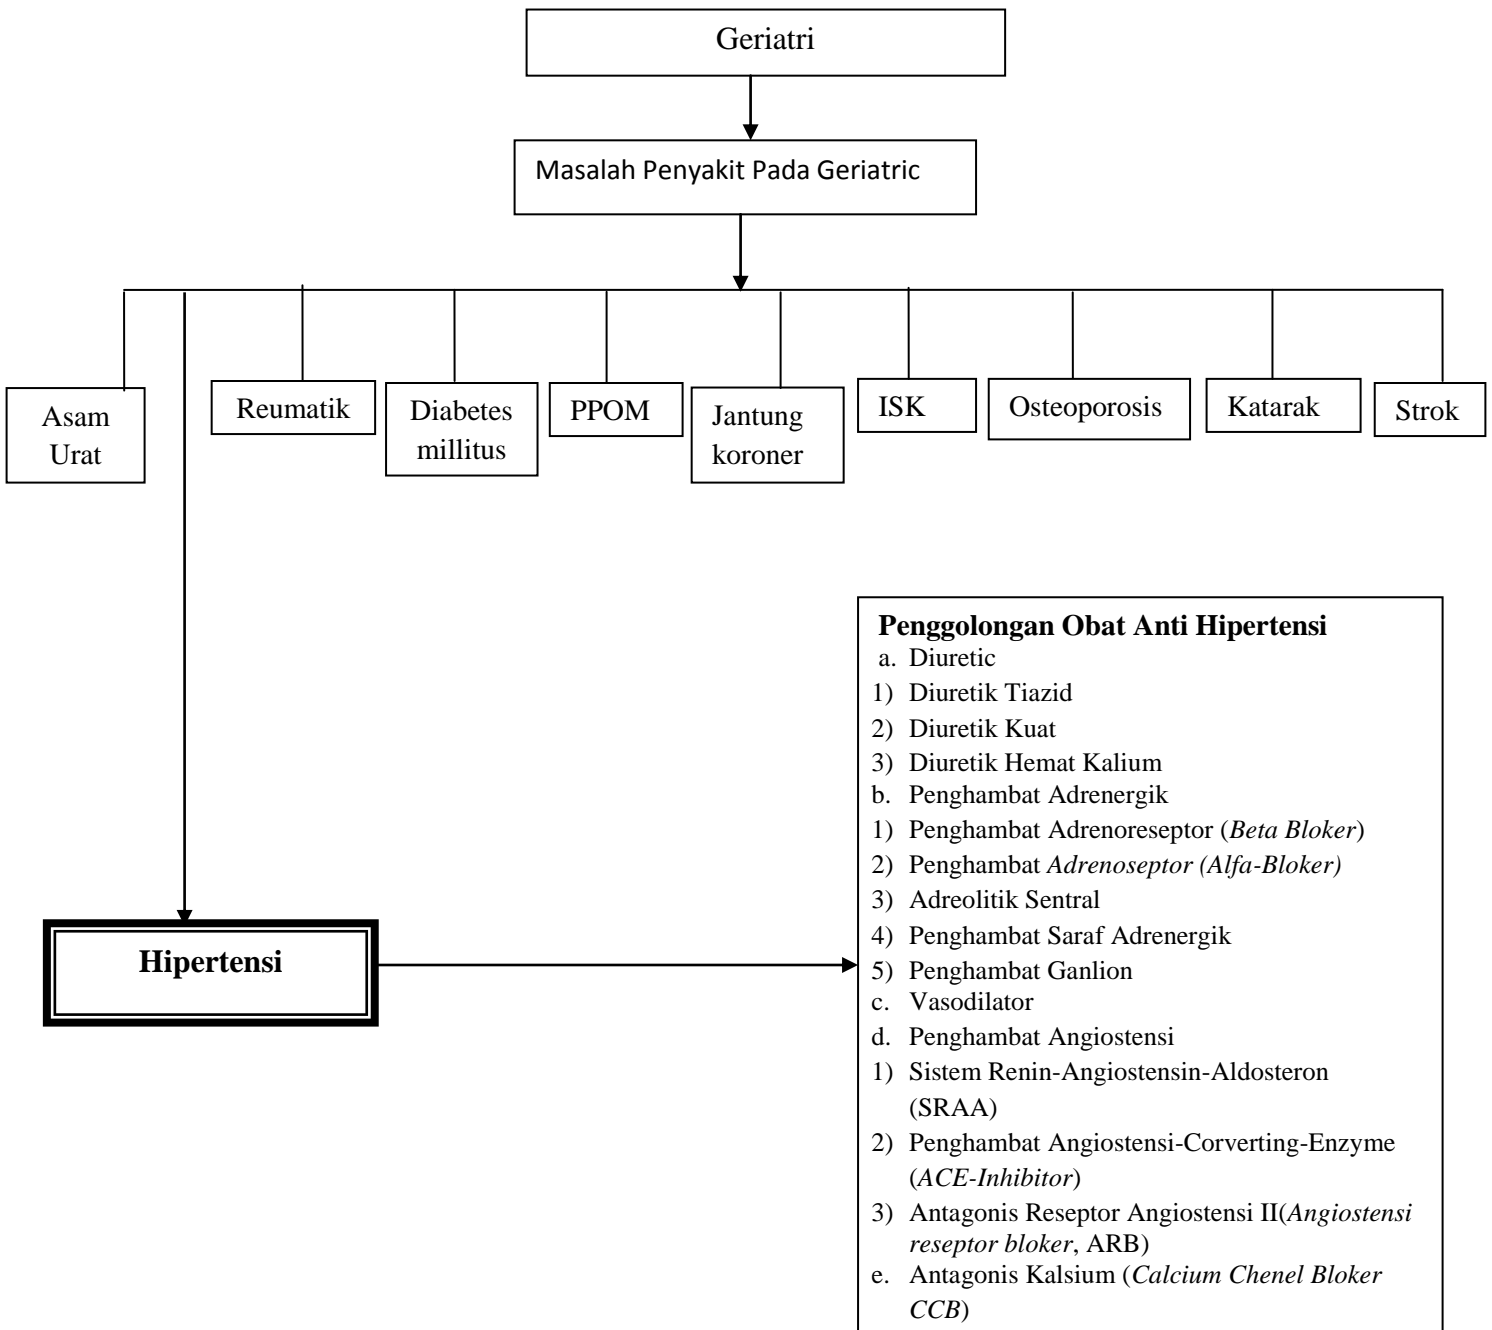 Geriatri
Masalah Penyakit Pada Geriatric
Asam
Urat
Reumatik
Diabetes
millitus
PPOM
Jantung
koroner
ISK
Osteoporosis
Katarak
Strok
Hipertensi
Penggolongan Obat Anti Hipertensi
a. Diuretic
1) Diuretik Tiazid
2) Diuretik Kuat
3) Diuretik Hemat Kalium
b. Penghambat Adrenergik
1) Penghambat Adrenoreseptor (Beta Bloker)
2) Penghambat Adrenoseptor (Alfa-Bloker)
3) Adreolitik Sentral
4) Penghambat Saraf Adrenergik
5) Penghambat Ganlion
c. Vasodilator
d. Penghambat Angiostensi
1) Sistem Renin-Angiostensin-Aldosteron
(SRAA)
2) Penghambat Angiostensi-Corverting-Enzyme
(ACE-Inhibitor)
3) Antagonis Reseptor Angiostensi II(Angiostensi
reseptor bloker, ARB)
e. Antagonis Kalsium (Calcium Chenel Bloker
CCB)